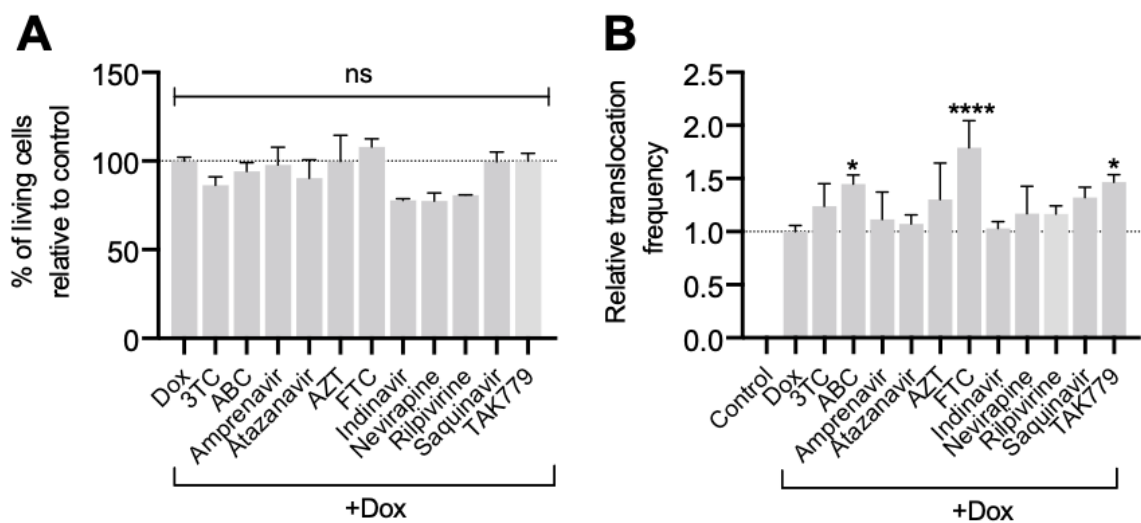 A
% of living cells
relative to control
150
100
50
0
ns
Dox
3TC
ABC
Amprenavir
Atazanavir
AZT
FTC
Indinavir
Nevirapine
Rilpivirine
Saquinavir
TAK779
+Dox
B
Relative translocation
frequency
2.5
2.0
1.5
1.0
0.5
0.0
*
****
*
Control
Dox
3TC
ABC
Amprenavir
Atazanavir
AZT
FTC
Indinavir
Nevirapine
Rilpivirine
Saquinavir
TAK779
+Dox